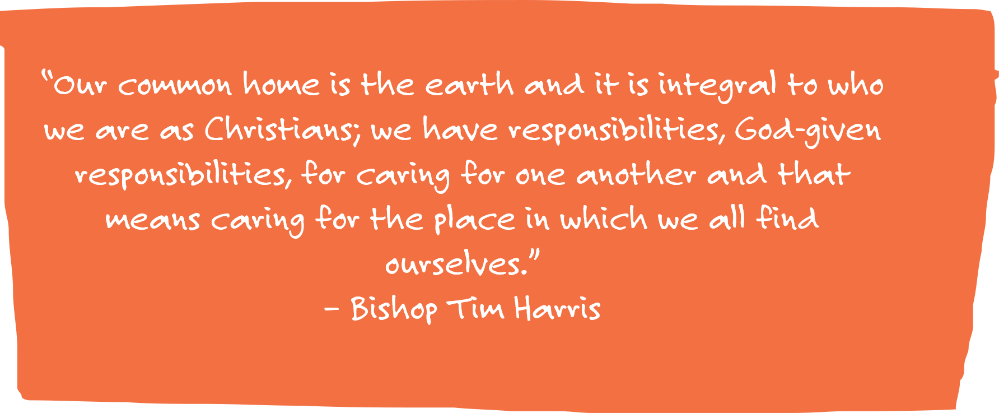 “Our common home is the earth and it is integral to who
we are as Christians; we have responsibilities, God-given
responsibilities, for caring for one another and that
means caring for the place in which we all find
ourselves.”
– Bishop Tim Harris